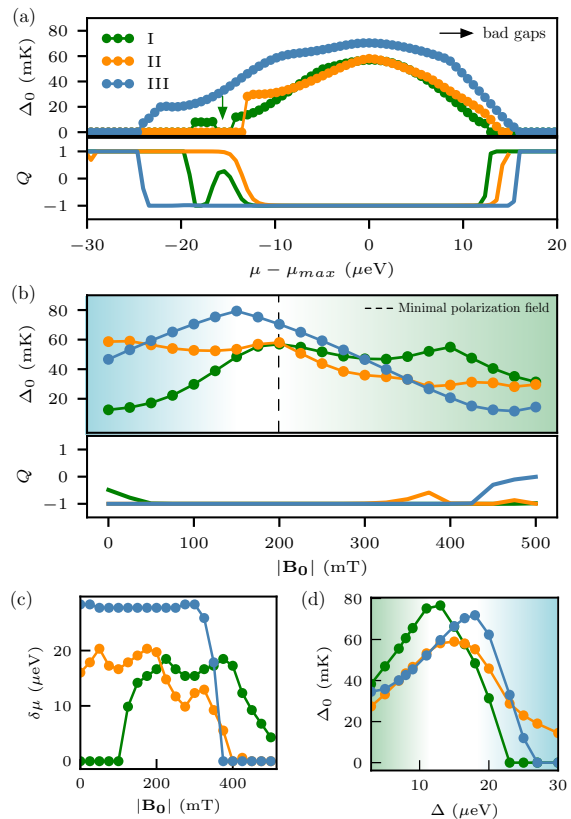 (a)
Δ₀ (mK)
80
60
40
20
0
I
II
III
bad gaps
Q
1
0
−1
−30
−20
−10
0
10
20
μ − μₘₐₓ (μeV)
(b)
Δ₀ (mK)
80
60
40
20
Minimal polarization field
Q
1
0
−1
0
100
200
300
400
500
|B₀| (mT)
(c)
δμ (μeV)
20
10
0
0
200
400
|B₀| (mT)
(d)
Δ₀ (mK)
80
60
40
20
0
10
20
30
Δ (μeV)